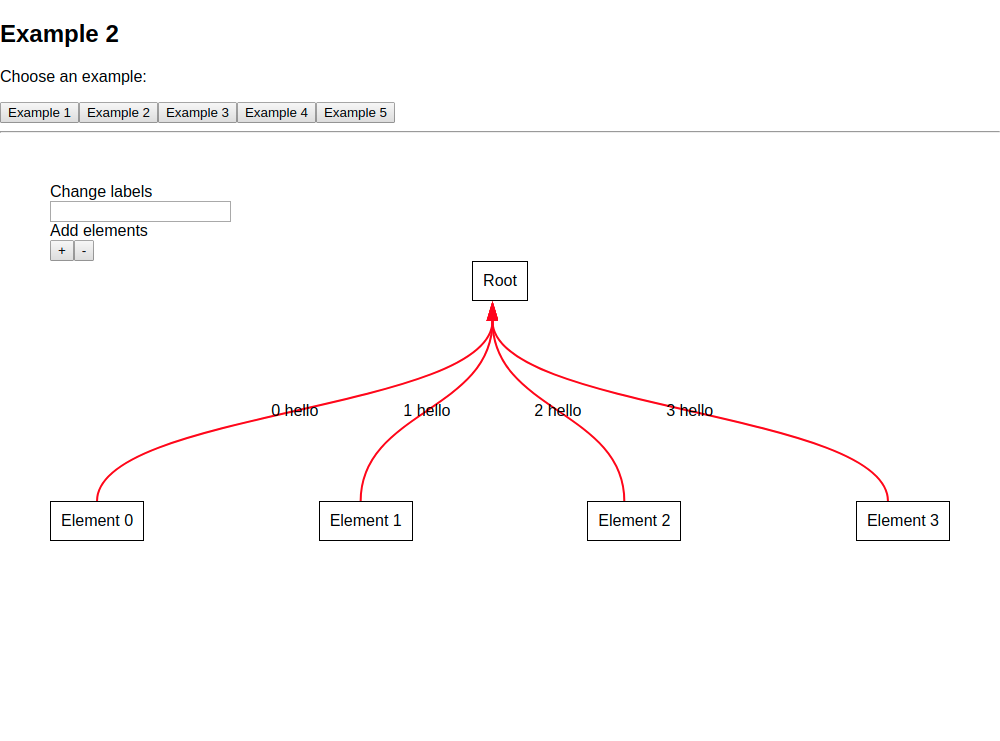 Example 2
Choose an example:
Example 1 Example 2 Example 3 Example 4 Example 5
Change labels
Add elements
+ -
Root
0 hello 1 hello 2 hello 3 hello
Element 0 Element 1 Element 2 Element 3